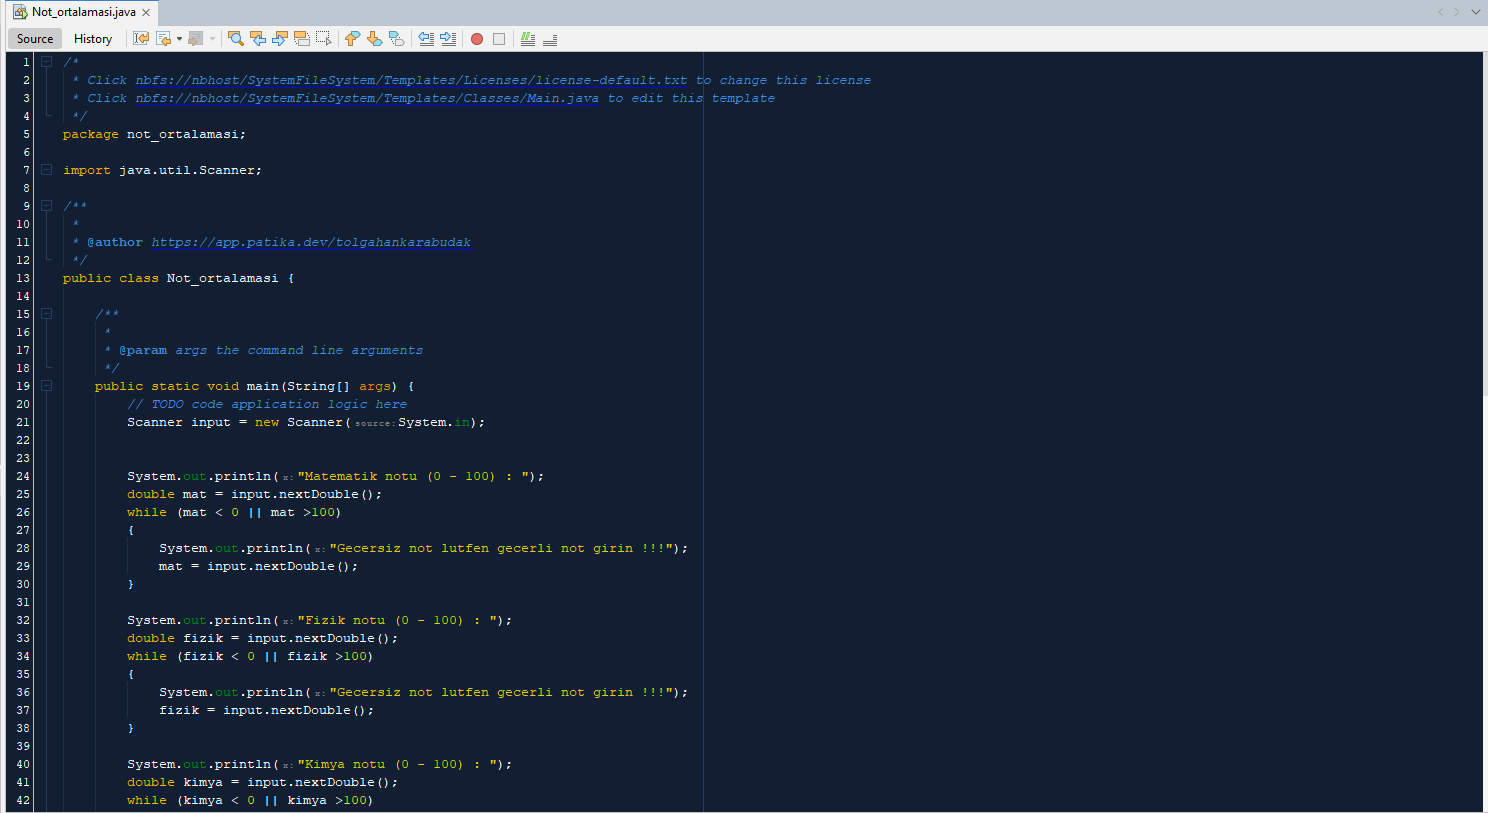 Not_ortalamasi.java
Source History
1 /*
2 * Click nbfs://nbhost/SystemFileSystem/Templates/Licenses/license-default.txt to change this license
3 * Click nbfs://nbhost/SystemFileSystem/Templates/Classes/Main.java to edit this template
4 */
5 package not_ortalamasi;
6
7 import java.util.Scanner;
8
9 /**
10 *
11 * @author https://app.patika.dev/tolgahankarabudak
12 */
13 public class Not_ortalamasi {
14
15 /**
16 *
17 * @param args the command line arguments
18 */
19 public static void main(String[] args) {
20 // TODO code application logic here
21 Scanner input = new Scanner( source: System.in);
22
23
24 System.out.println( x: "Matematik notu (0 - 100) : ");
25 double mat = input.nextDouble();
26 while (mat < 0 || mat >100)
27 {
28 System.out.println( x: "Gecersiz not lutfen gecerli not girin !!!");
29 mat = input.nextDouble();
30 }
31
32 System.out.println( x: "Fizik notu (0 - 100) : ");
33 double fizik = input.nextDouble();
34 while (fizik < 0 || fizik >100)
35 {
36 System.out.println( x: "Gecersiz not lutfen gecerli not girin !!!");
37 fizik = input.nextDouble();
38 }
39
40 System.out.println( x: "Kimya notu (0 - 100) : ");
41 double kimya = input.nextDouble();
42 while (kimya < 0 || kimya >100)